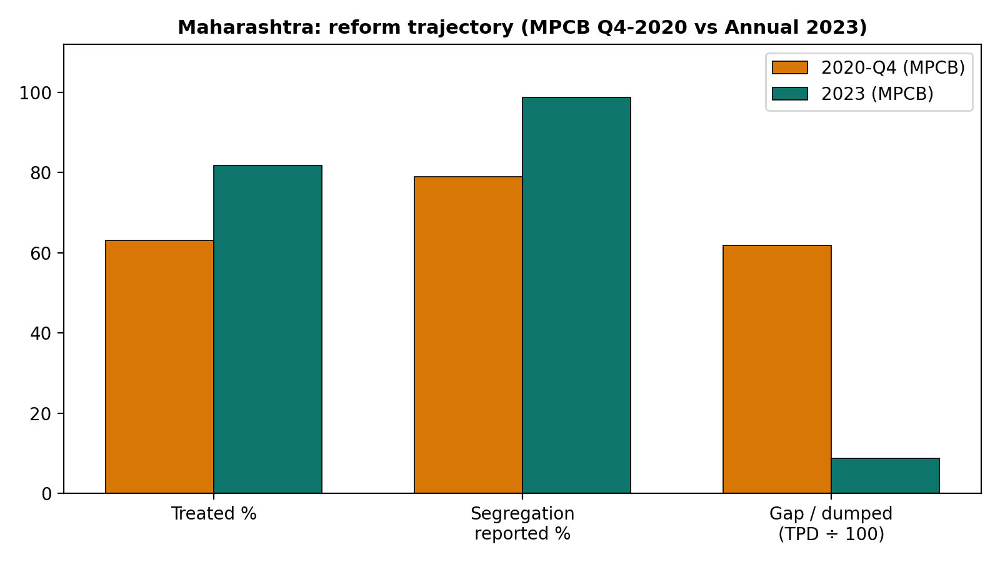 Maharashtra: reform trajectory (MPCB Q4-2020 vs Annual 2023)
2020-Q4 (MPCB)
2023 (MPCB)
100
80
60
40
20
0
Treated %
Segregation
reported %
Gap / dumped
(TPD ÷ 100)